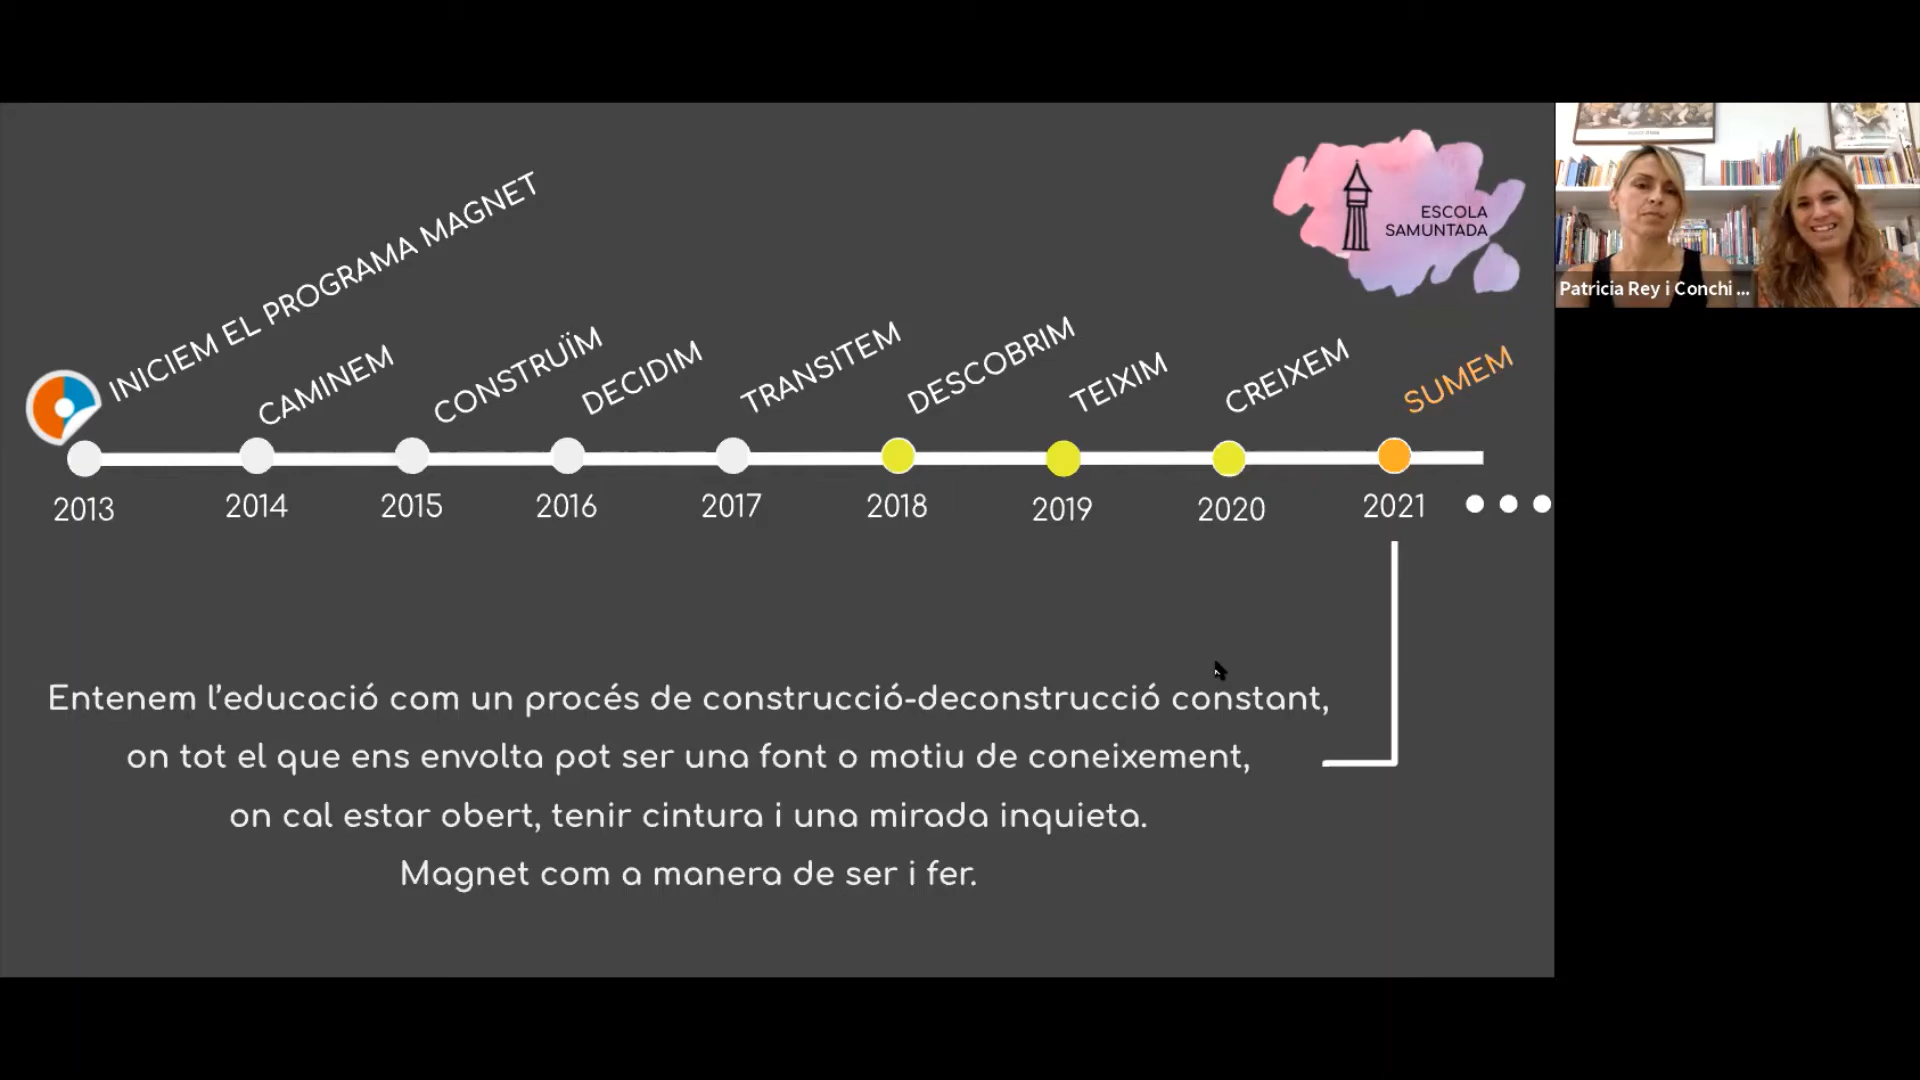 INICIEM EL PROGRAMA MAGNET
CAMINEM
CONSTRUÏM
DECIDIM
TRANSITEM
DESCOBRIM
TEIXIM
CREIXEM
SUMEM
ESCOLA
SAMUNTADA
Patricia Rey i Conchi ...
2013
2014
2015
2016
2017
2018
2019
2020
2021
Entenem l'educació com un procés de construcció-deconstrucció constant,
on tot el que ens envolta pot ser una font o motiu de coneixement,
on cal estar obert, tenir cintura i una mirada inquieta.
Magnet com a manera de ser i fer.